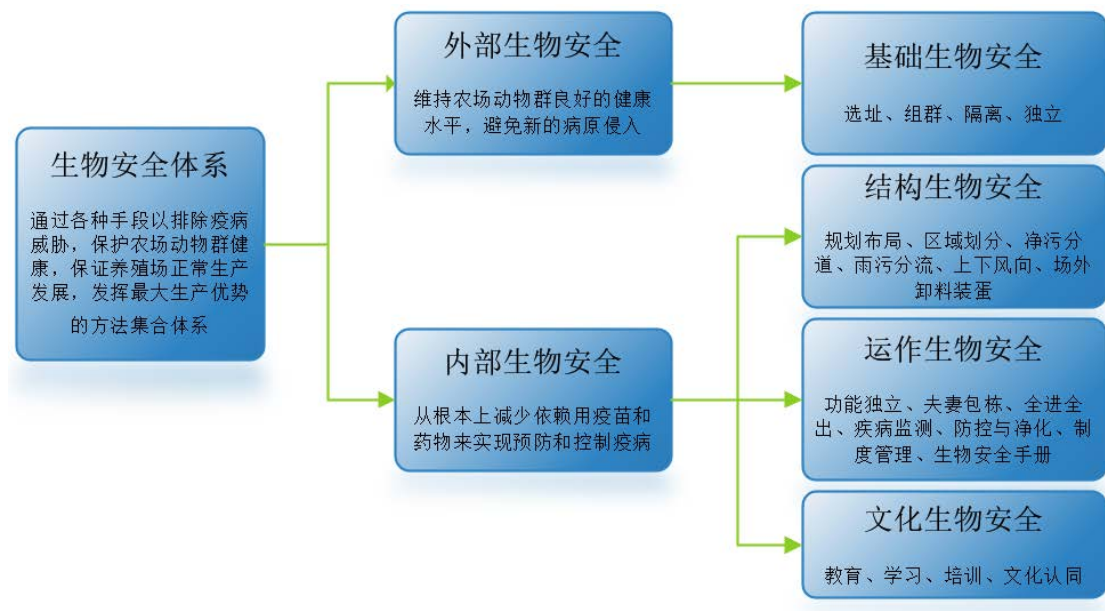 生物安全体系
通过各种手段以排除疫病
威胁，保护农场动物群健
康，保证养殖场正常生产
发展，发挥最大生产优势
的方法集合体系
外部生物安全
维持农场动物群良好的健康
水平，避免新的病原侵入
内部生物安全
从根本上减少依赖用疫苗和
药物来实现预防和控制疫病
基础生物安全
选址、组群、隔离、独立
结构生物安全
规划布局、区域划分、净污分
道、雨污分流、上下风向、场外
卸料装蛋
运作生物安全
功能独立、夫妻包栋、全进全
出、疾病监测、防控与净化、制
度管理、生物安全手册
文化生物安全
教育、学习、培训、文化认同